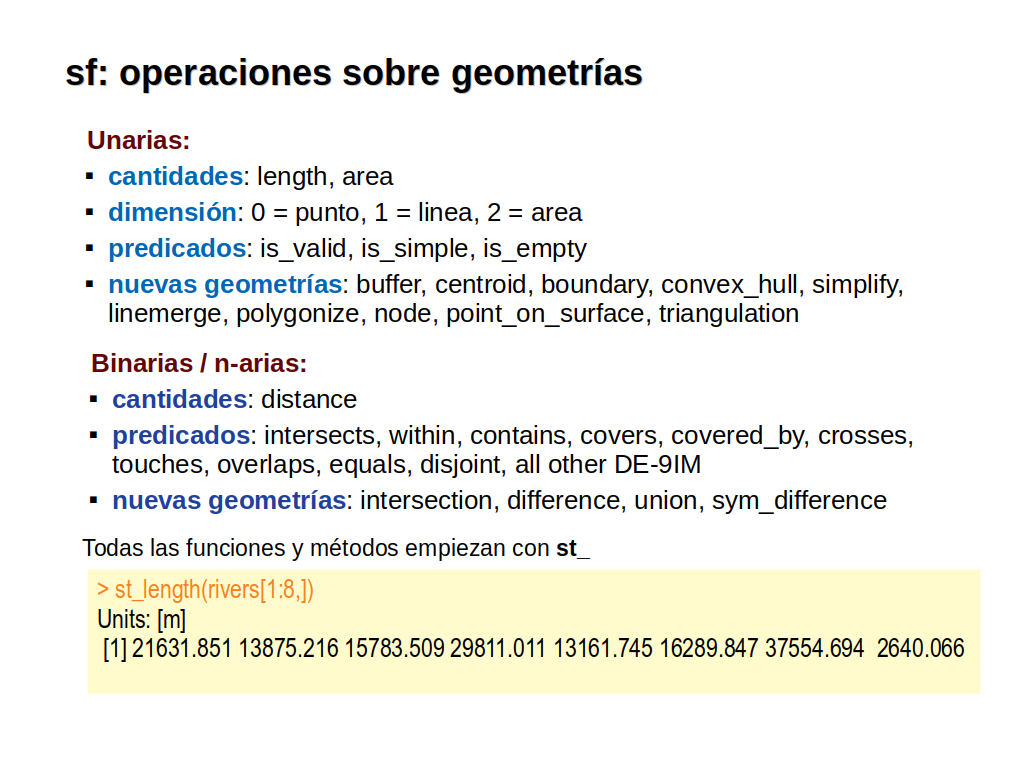 sf: operaciones sobre geometrías
Unarias:
▪ cantidades: length, area
▪ dimensión: 0 = punto, 1 = linea, 2 = area
▪ predicados: is_valid, is_simple, is_empty
▪ nuevas geometrías: buffer, centroid, boundary, convex_hull, simplify,
linemerge, polygonize, node, point_on_surface, triangulation
Binarias / n-arias:
▪ cantidades: distance
▪ predicados: intersects, within, contains, covers, covered_by, crosses,
touches, overlaps, equals, disjoint, all other DE-9IM
▪ nuevas geometrías: intersection, difference, union, sym_difference
Todas las funciones y métodos empiezan con st_
> st_length(rivers[1:8,])
Units: [m]
[1] 21631.851 13875.216 15783.509 29811.011 13161.745 16289.847 37554.694  2640.066